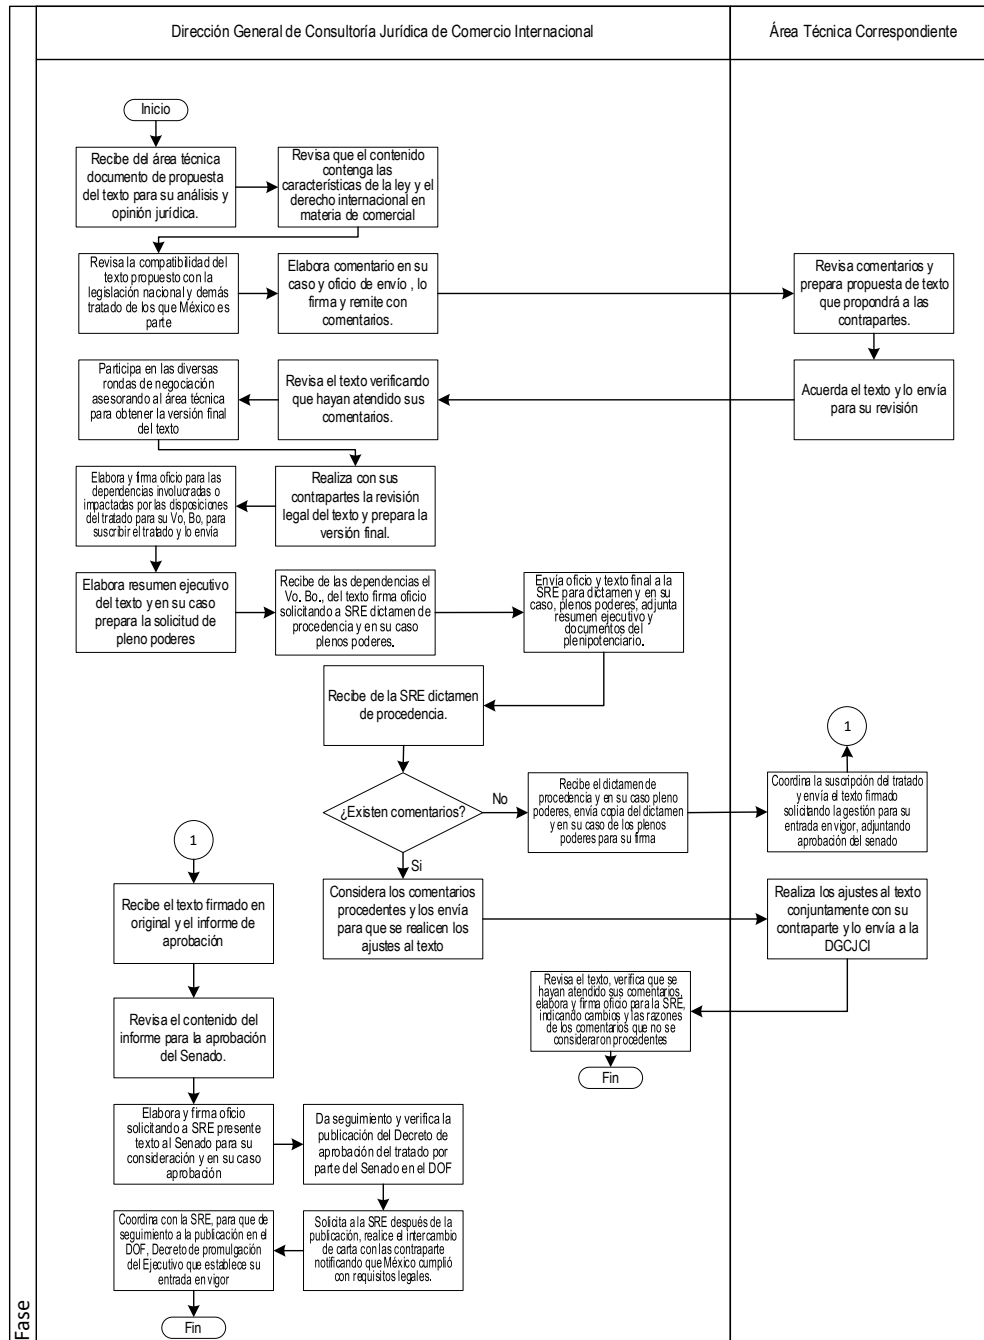 Dirección General de Consultoría Jurídica de Comercio Internacional
Área Técnica Correspondiente
Inicio
Recibe del área técnica
documento de propuesta
del texto para su análisis y
opinión jurídica.
Revisa que el contenido
contenga las
características de la ley y el
derecho internacional en
materia de comercial
Revisa la compatibilidad del
texto propuesto con la
legislación nacional y demás
tratado de los que México es
parte
Elabora comentario en su
caso y oficio de envío , lo
firma y remite con
comentarios.
Revisa comentarios y
prepara propuesta de texto
que propondrá a las
contrapartes.
Acuerda el texto y lo envía
para su revisión
Revisa el texto verificando
que hayan atendido sus
comentarios.
Participa en las diversas
rondas de negociación
asesorando al área técnica
para obtener la versión final
del texto
Realiza con sus
contrapartes la revisión
legal del texto y prepara la
versión final.
Elabora y firma oficio para las
dependencias involucradas o
impactadas por las disposiciones
del tratado para su Vo, Bo, para
suscribir el tratado y lo envía
Elabora resumen ejecutivo
del texto y en su caso
prepara la solicitud de
pleno poderes
Recibe de las dependencias el
Vo. Bo., del texto firma oficio
solicitando a SRE dictamen de
procedencia y en su caso
plenos poderes.
Envía oficio y texto final a la
SRE para dictamen y en su
caso, plenos poderes, adjunta
resumen ejecutivo y
documentos del
plenipotenciario.
Recibe de la SRE dictamen
de procedencia.
¿Existen comentarios?
No
Recibe el dictamen de
procedencia y en su caso pleno
poderes, envía copia del dictamen
y en su caso de los plenos
poderes para su firma
Coordina la suscripción del tratado
y envía el texto firmado
solicitando la gestión para su
entrada en vigor, adjuntando
aprobación del senado
1
Si
Considera los comentarios
procedentes y los envía
para que se realicen los
ajustes al texto
Realiza los ajustes al texto
conjuntamente con su
contraparte y lo envía a la
DGCJCI
Revisa el texto, verifica que se
hayan atendido sus comentarios,
elabora y firma oficio para la SRE,
indicando cambios y las razones
de los comentarios que no se
consideraron procedentes
Fin
1
Recibe el texto firmado en
original y el informe de
aprobación
Revisa el contenido del
informe para la aprobación
del Senado.
Elabora y firma oficio
solicitando a SRE presente
texto al Senado para su
consideración y en su caso
aprobación
Da seguimiento y verifica la
publicación del Decreto de
aprobación del tratado por
parte del Senado en el DOF
Solicita a la SRE después de la
publicación, realice el intercambio
de carta con las contraparte
notificando que México cumplió
con requisitos legales.
Coordina con la SRE, para que de
seguimiento a la publicación en el
DOF, Decreto de promulgación
del Ejecutivo que establece su
entrada en vigor
Fin
Fase